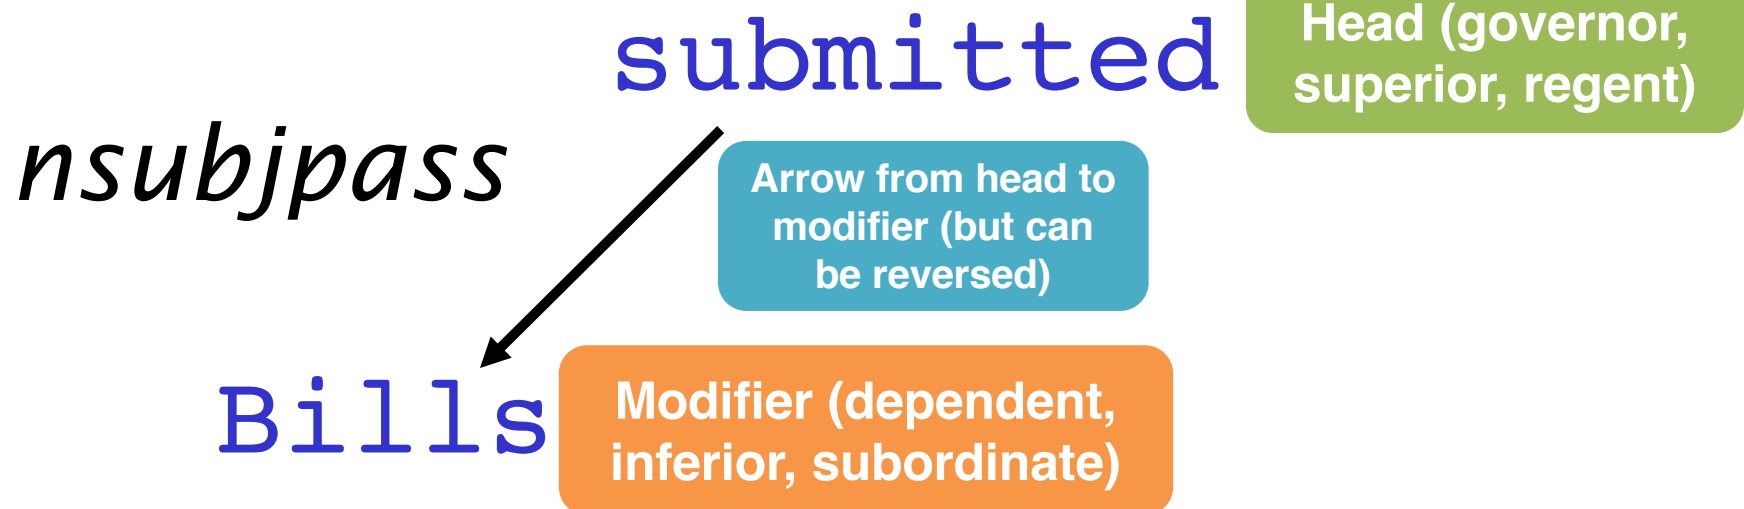 submitted
Head (governor,
superior, regent)
nsubjpass
Arrow from head to
modifier (but can
be reversed)
Bills
Modifier (dependent,
inferior, subordinate)